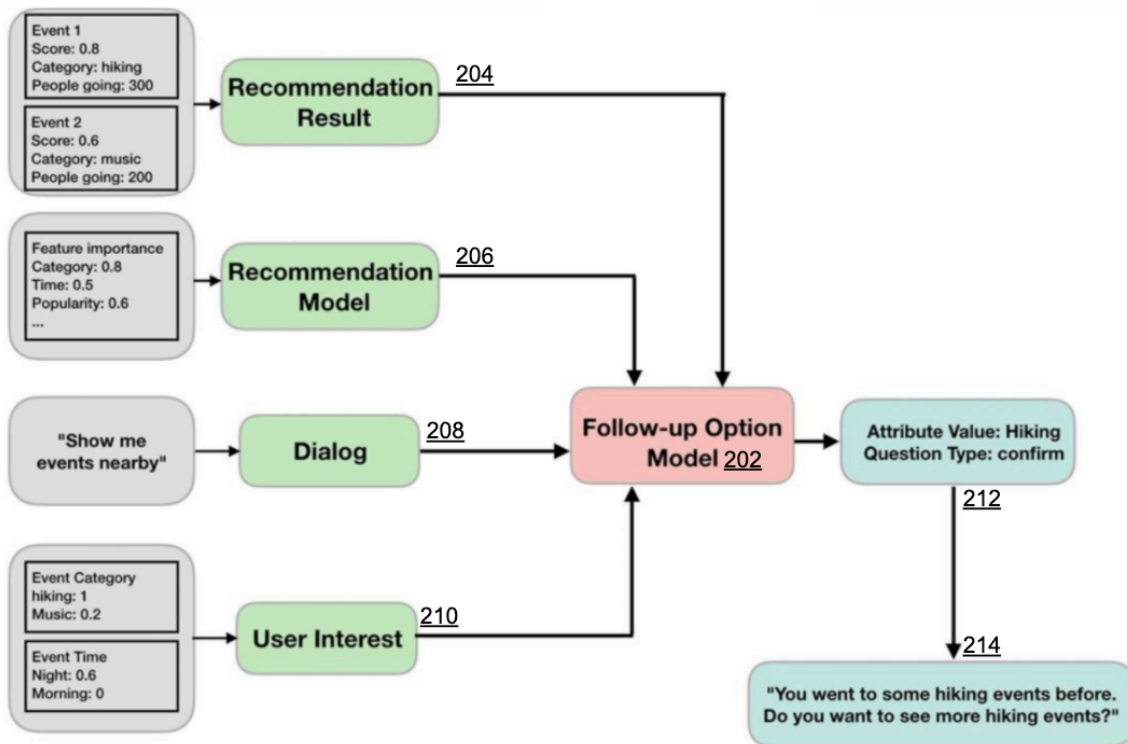 Event 1
Score: 0.8
Category: hiking
People going: 300
Event 2
Score: 0.6
Category: music
People going: 200
Recommendation
Result
204
Feature importance
Category: 0.8
Time: 0.5
Popularity: 0.6
...
Recommendation
Model
206
"Show me
events nearby"
Dialog
208
Follow-up Option
Model 202
Attribute Value: Hiking
Question Type: confirm
212
Event Category
hiking: 1
Music: 0.2
Event Time
Night: 0.6
Morning: 0
User Interest
210
214
"You went to some hiking events before.
Do you want to see more hiking events?"